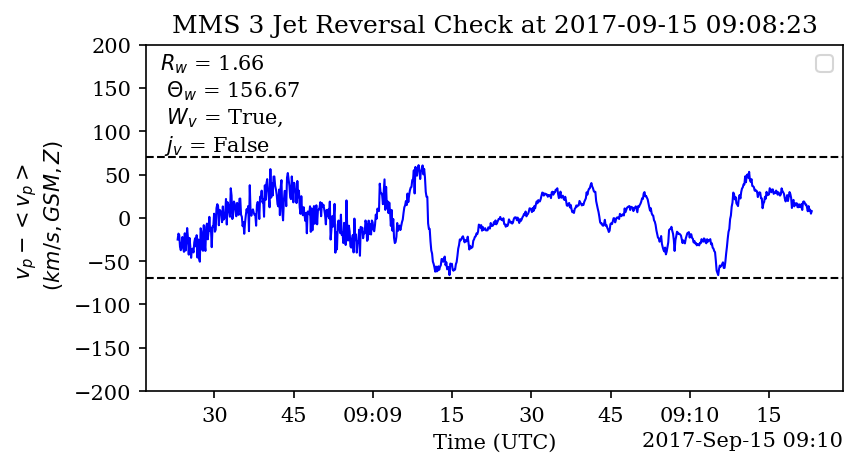 MMS 3 Jet Reversal Check at 2017-09-15 09:08:23
R_w = 1.66
Θ_w = 156.67
W_v = True,
j_v = False
200
150
100
50
0
−50
−100
−150
−200
v_p − < v_p >
(km/s, GSM, Z)
30 45 09:09 15 30 45 09:10 15
Time (UTC)
2017-Sep-15 09:10